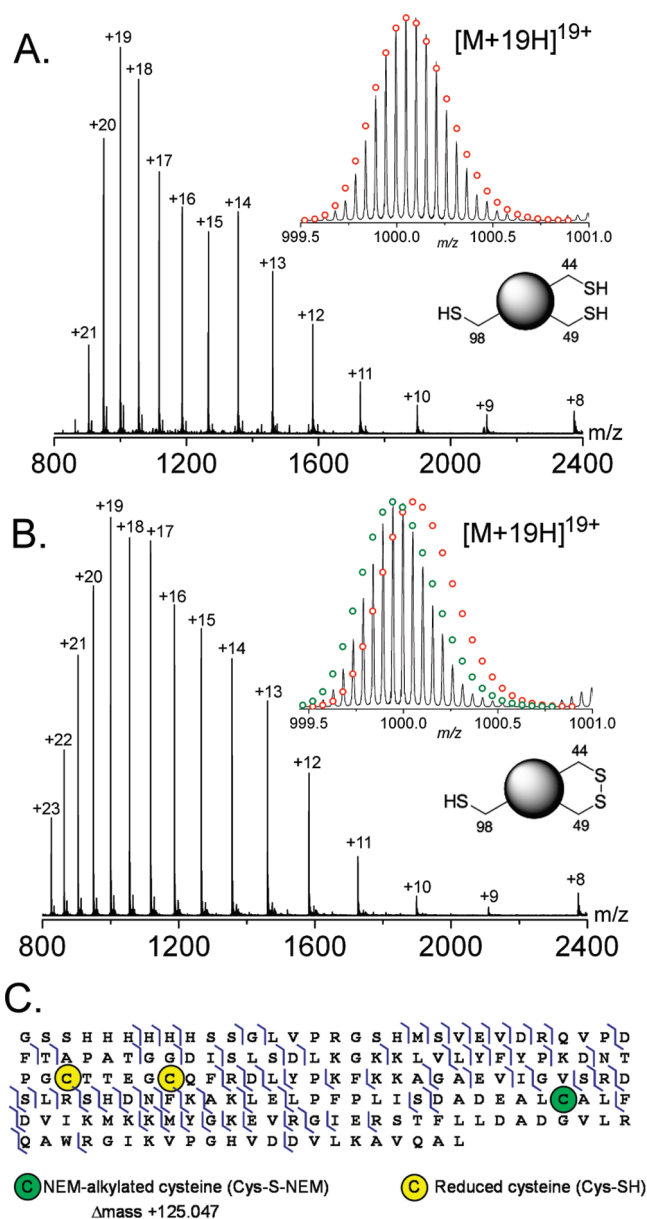 A.
[M+19H]19+
+19
+18
+20
+17
+16
+15
+14
+13
+12
+21
+11
+10
+9
+8
999.5 1000.0 1000.5 1001.0
m/z
44
SH
HS
SH
98
49
800 1200 1600 2000 2400 m/z
B.
[M+19H]19+
+19
+18
+17
+20
+16
+15
+21
+14
+13
+22
+12
+23
+11
+10
+9
+8
999.5 1000.0 1000.5 1001.0
m/z
44
S
HS
S
98
49
800 1200 1600 2000 2400 m/z
C.
G S S H H H H H H S S G L V P R G S H M S V E V D R Q V P D
F T A P A T G G D I S L S D L K G K K L V L Y F Y P K D N T
P G C T T E G C Q F R D L Y P K F K K A G A E V I G V S R D
S L R S H D N F K A K L E L P F P L I S D A D E A L C A L F
D V I K M K K M Y G K E V R G I E R S T F L L D A D G V L R
Q A W R G I K V P G H V D D V L K A V Q A L
C NEM-alkylated cysteine (Cys-S-NEM)
Δmass +125.047
C Reduced cysteine (Cys-SH)